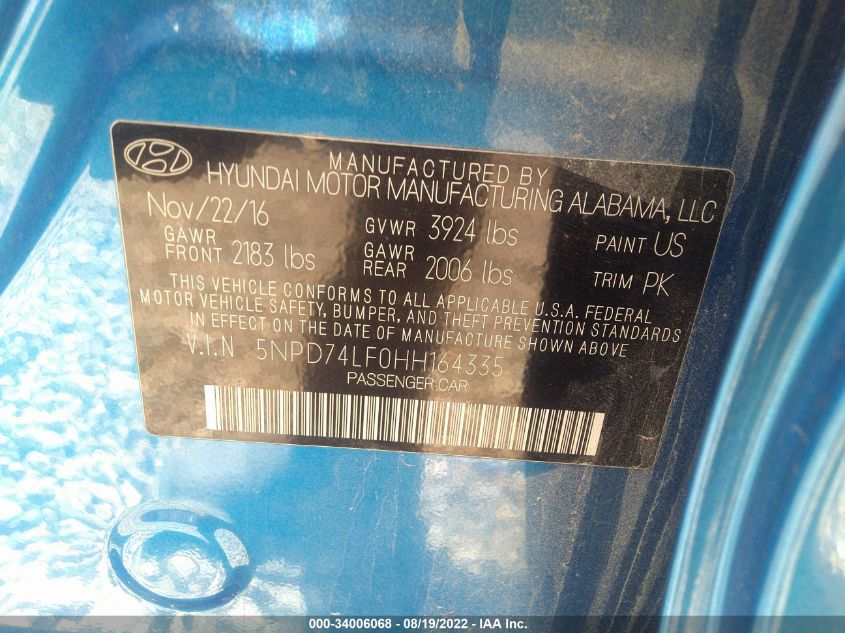 MANUFACTURED BY
HYUNDAI MOTOR MANUFACTURING ALABAMA, LLC
Nov/22/16 GVWR 3924 lbs PAINT US
GAWR FRONT 2183 lbs GAWR REAR 2006 lbs TRIM PK
THIS VEHICLE CONFORMS TO ALL APPLICABLE U.S.A. FEDERAL
MOTOR VEHICLE SAFETY, BUMPER, AND THEFT PREVENTION STANDARDS
IN EFFECT ON THE DATE OF MANUFACTURE SHOWN ABOVE
V.I.N 5NPD74LF0HH164335
PASSENGER CAR
000-34006068 - 08/19/2022 - IAA Inc.